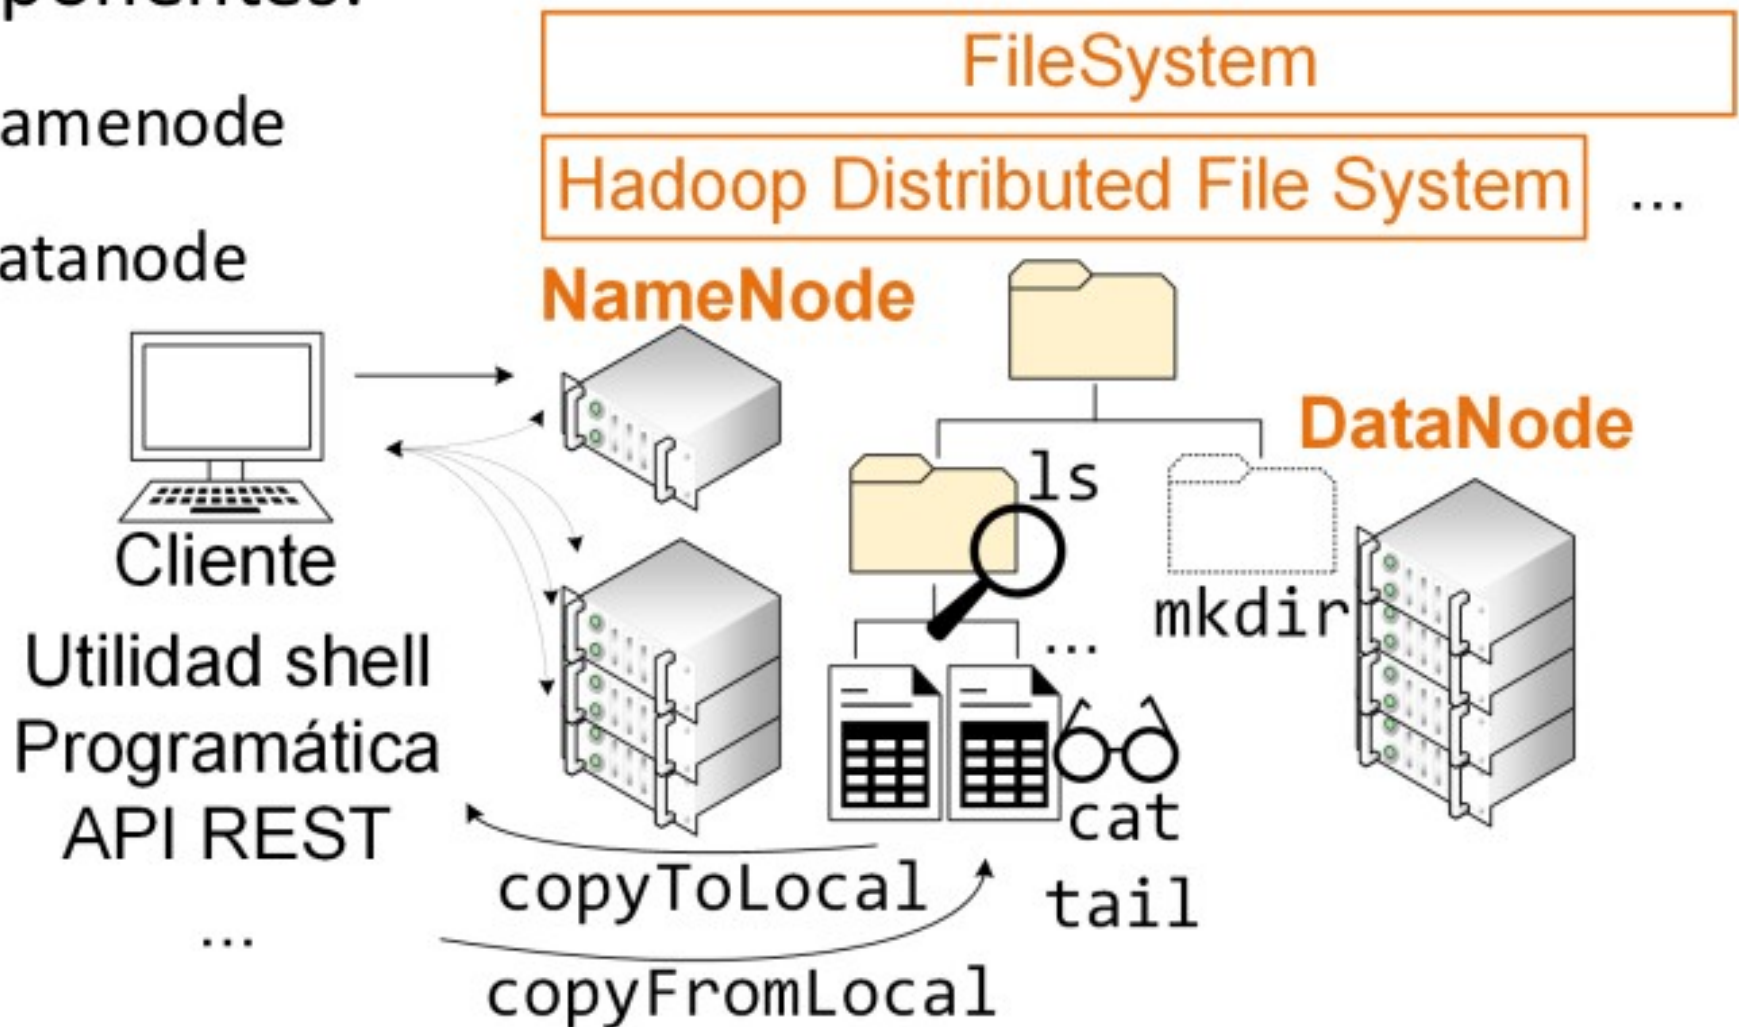 ponentes:
FileSystem
amenode
Hadoop Distributed File System ...
atanode
NameNode
DataNode
ls
Cliente
mkdir
Utilidad shell
...
Programática
cat
API REST
copyToLocal
tail
...
copyFromLocal